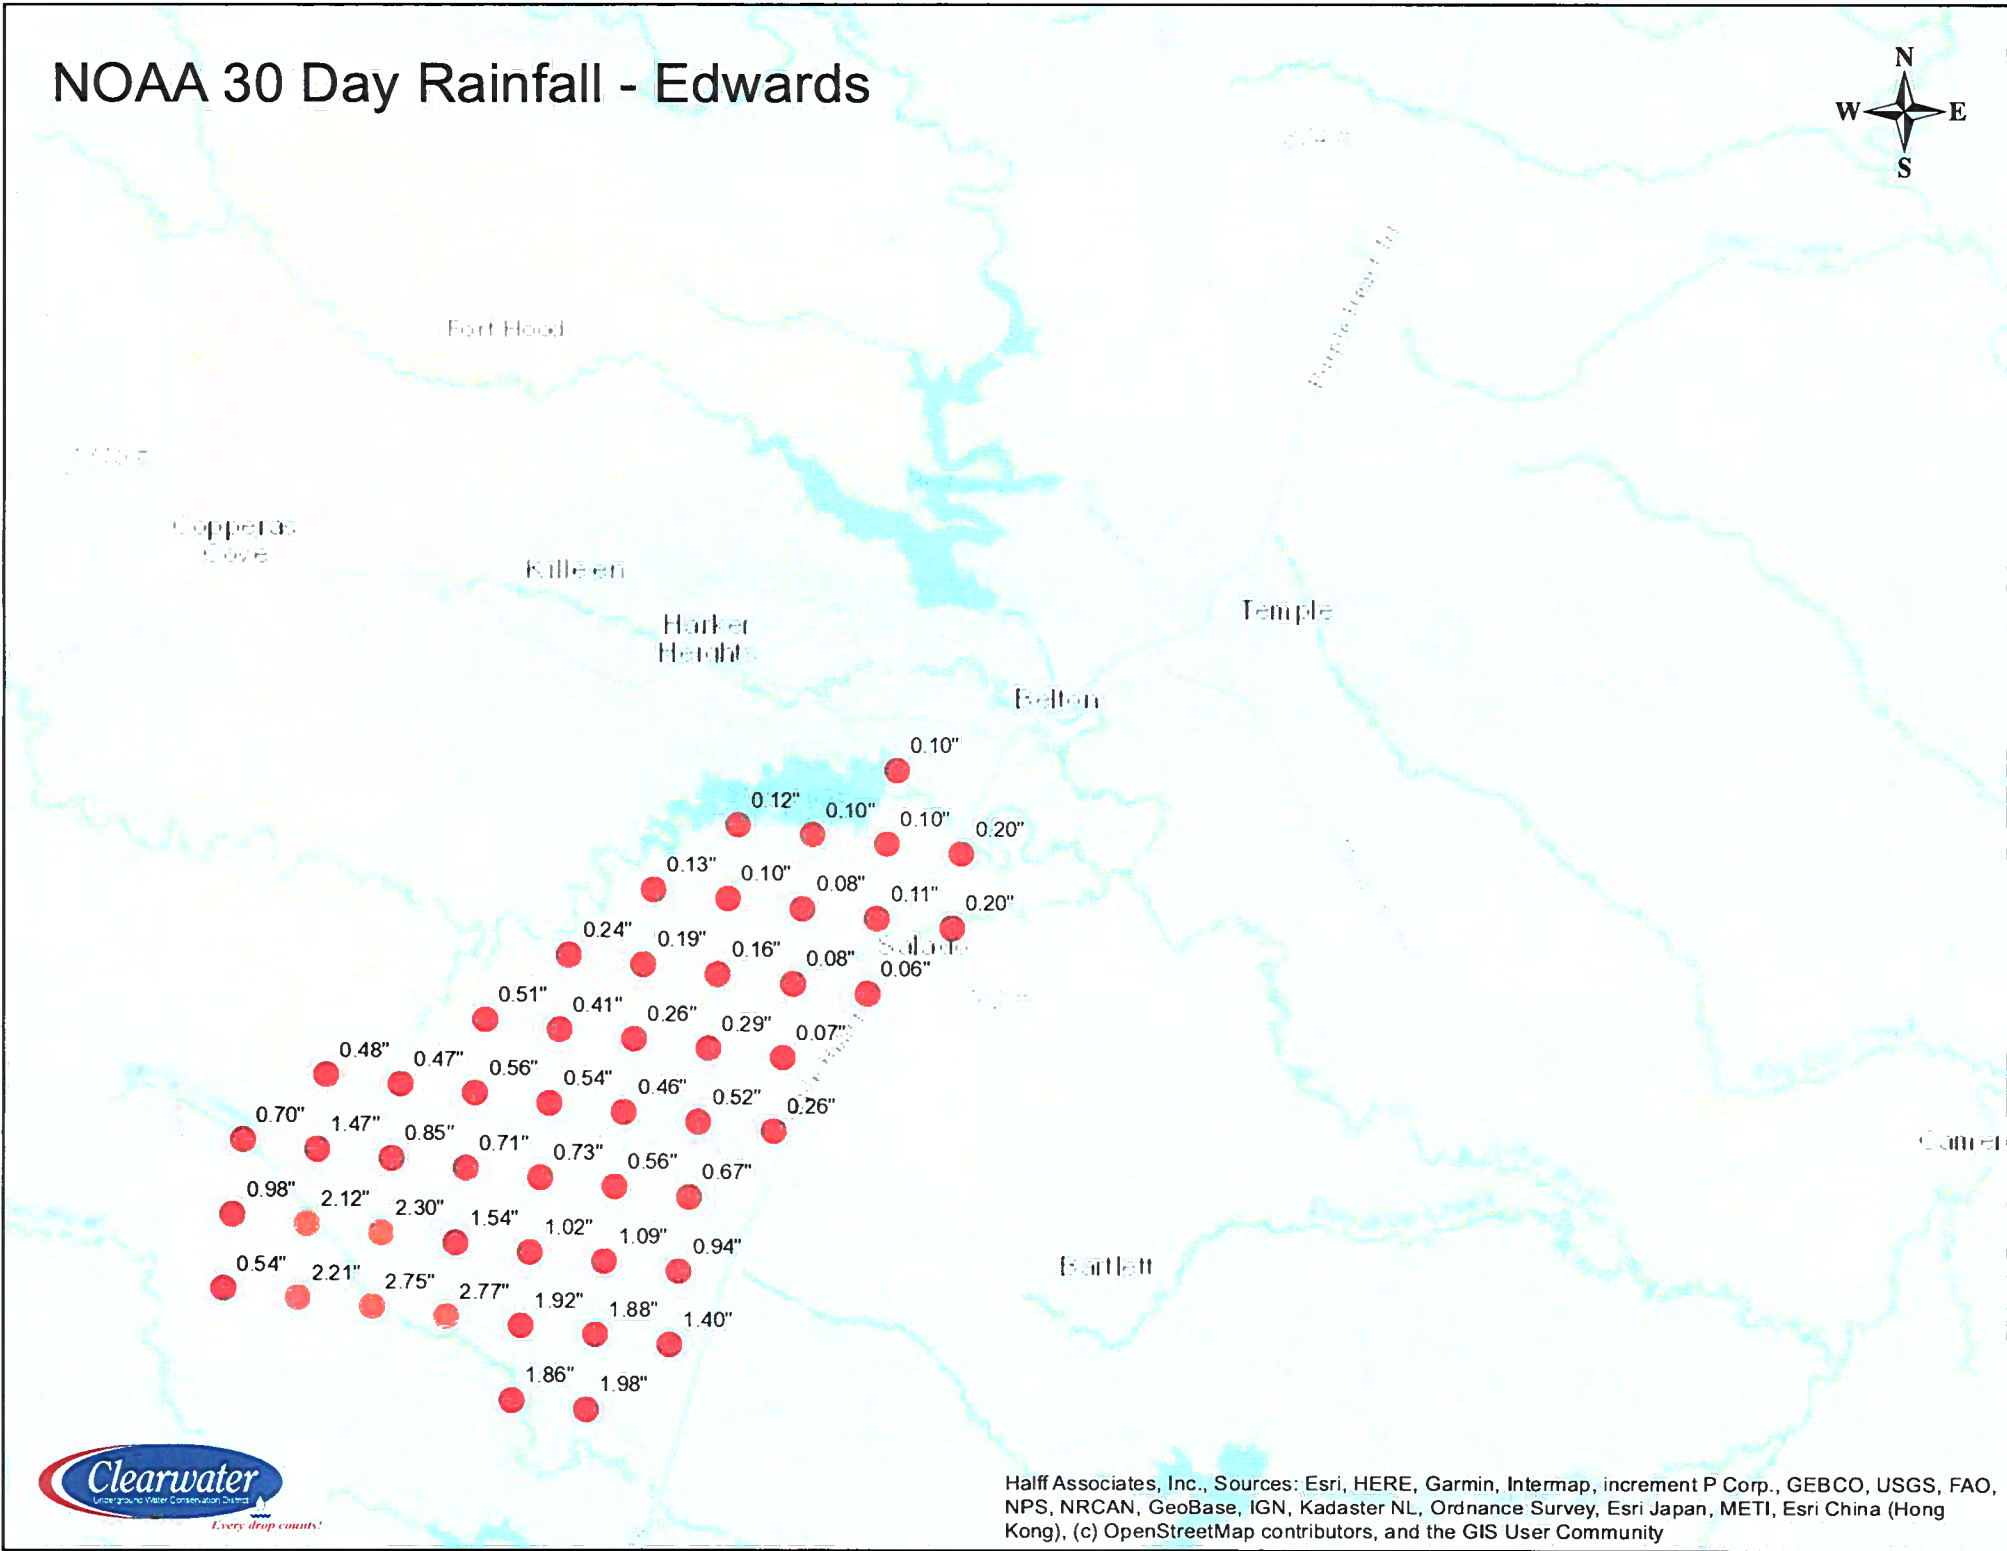 NOAA 30 Day Rainfall - Edwards
N
W E
S
Fort Hood
Copperas
Cove
Killeen
Harker
Heights
Temple
Belton
0.10"
0.12"
0.10"
0.10"
0.20"
0.13"
0.10"
0.08"
0.11"
0.20"
0.24"
0.19"
0.16"
0.08"
0.06"
Salado
0.51"
0.41"
0.26"
0.29"
0.07"
0.48"
0.47"
0.56"
0.54"
0.46"
0.52"
0.26"
0.70"
1.47"
0.85"
0.71"
0.73"
0.56"
0.67"
0.98"
2.12"
2.30"
1.54"
1.02"
1.09"
0.94"
Bartlett
0.54"
2.21"
2.75"
2.77"
1.92"
1.88"
1.40"
1.86"
1.98"
Clearwater
Underground Water Conservation District
Every drop counts!
Halff Associates, Inc., Sources: Esri, HERE, Garmin, Intermap, increment P Corp., GEBCO, USGS, FAO,
NPS, NRCAN, GeoBase, IGN, Kadaster NL, Ordnance Survey, Esri Japan, METI, Esri China (Hong
Kong), (c) OpenStreetMap contributors, and the GIS User Community